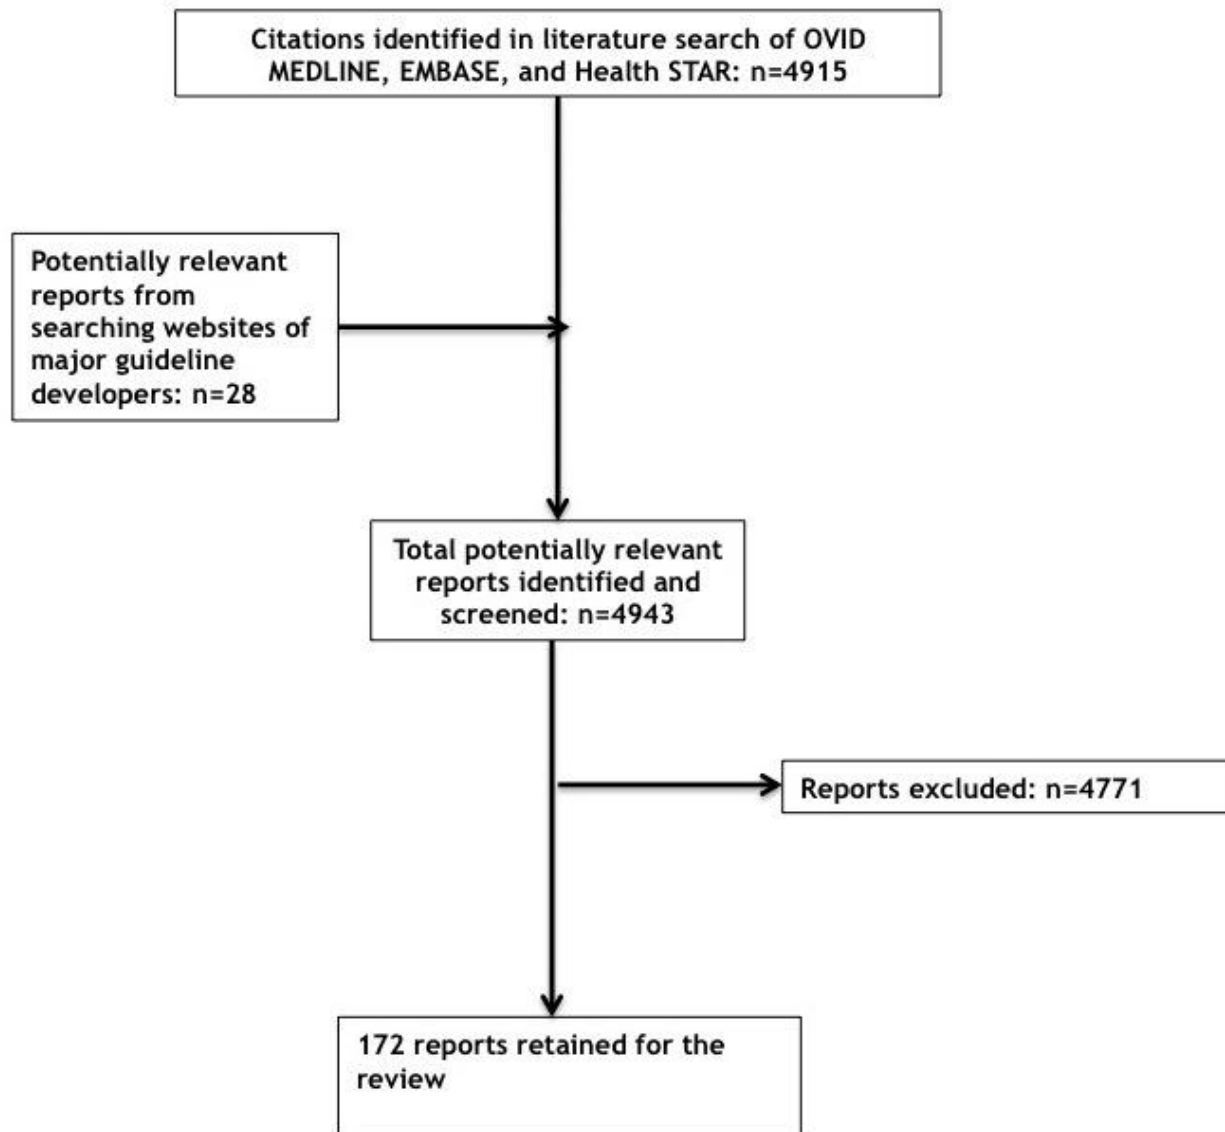 Citations identified in literature search of OVID
MEDLINE, EMBASE, and Health STAR: n=4915
Potentially relevant
reports from
searching websites of
major guideline
developers: n=28
Total potentially relevant
reports identified and
screened: n=4943
Reports excluded: n=4771
172 reports retained for the
review